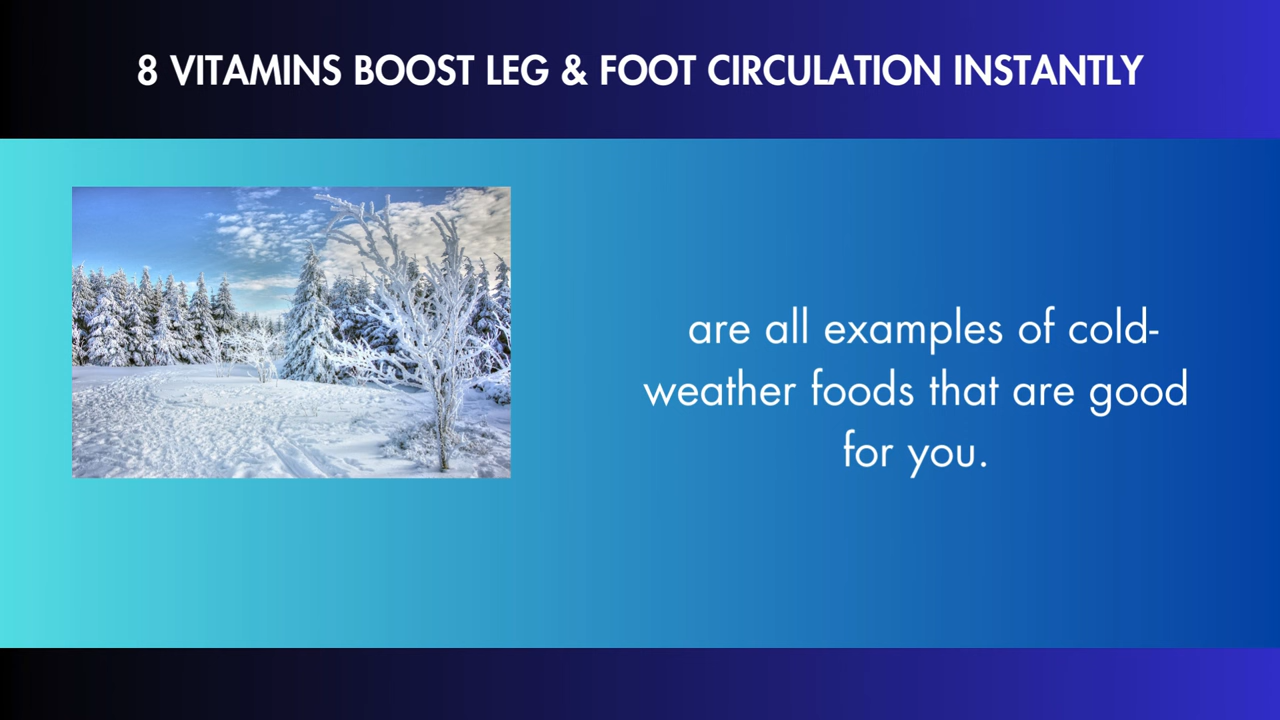 8 VITAMINS BOOST LEG & FOOT CIRCULATION INSTANTLY
are all examples of cold-
weather foods that are good
for you.